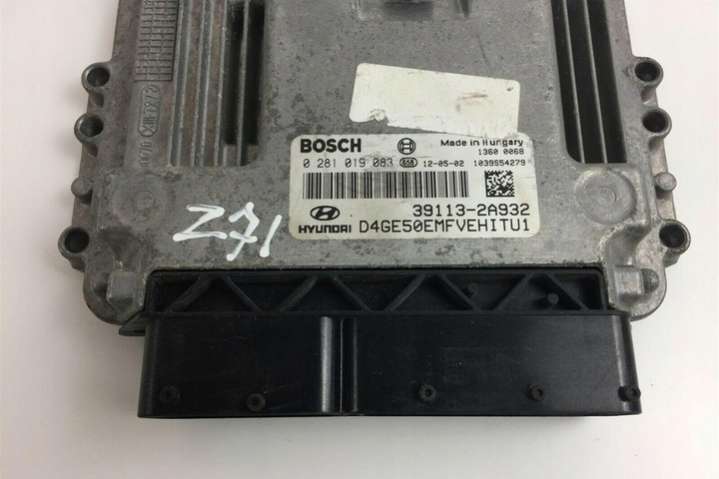 BOSCH
Made in Hungary
1360 0068
0 281 019 083 658 12-05-02 1039S54279
39113-2A932
HYUNDAI D4GE50EMFVEHITU1
Z71